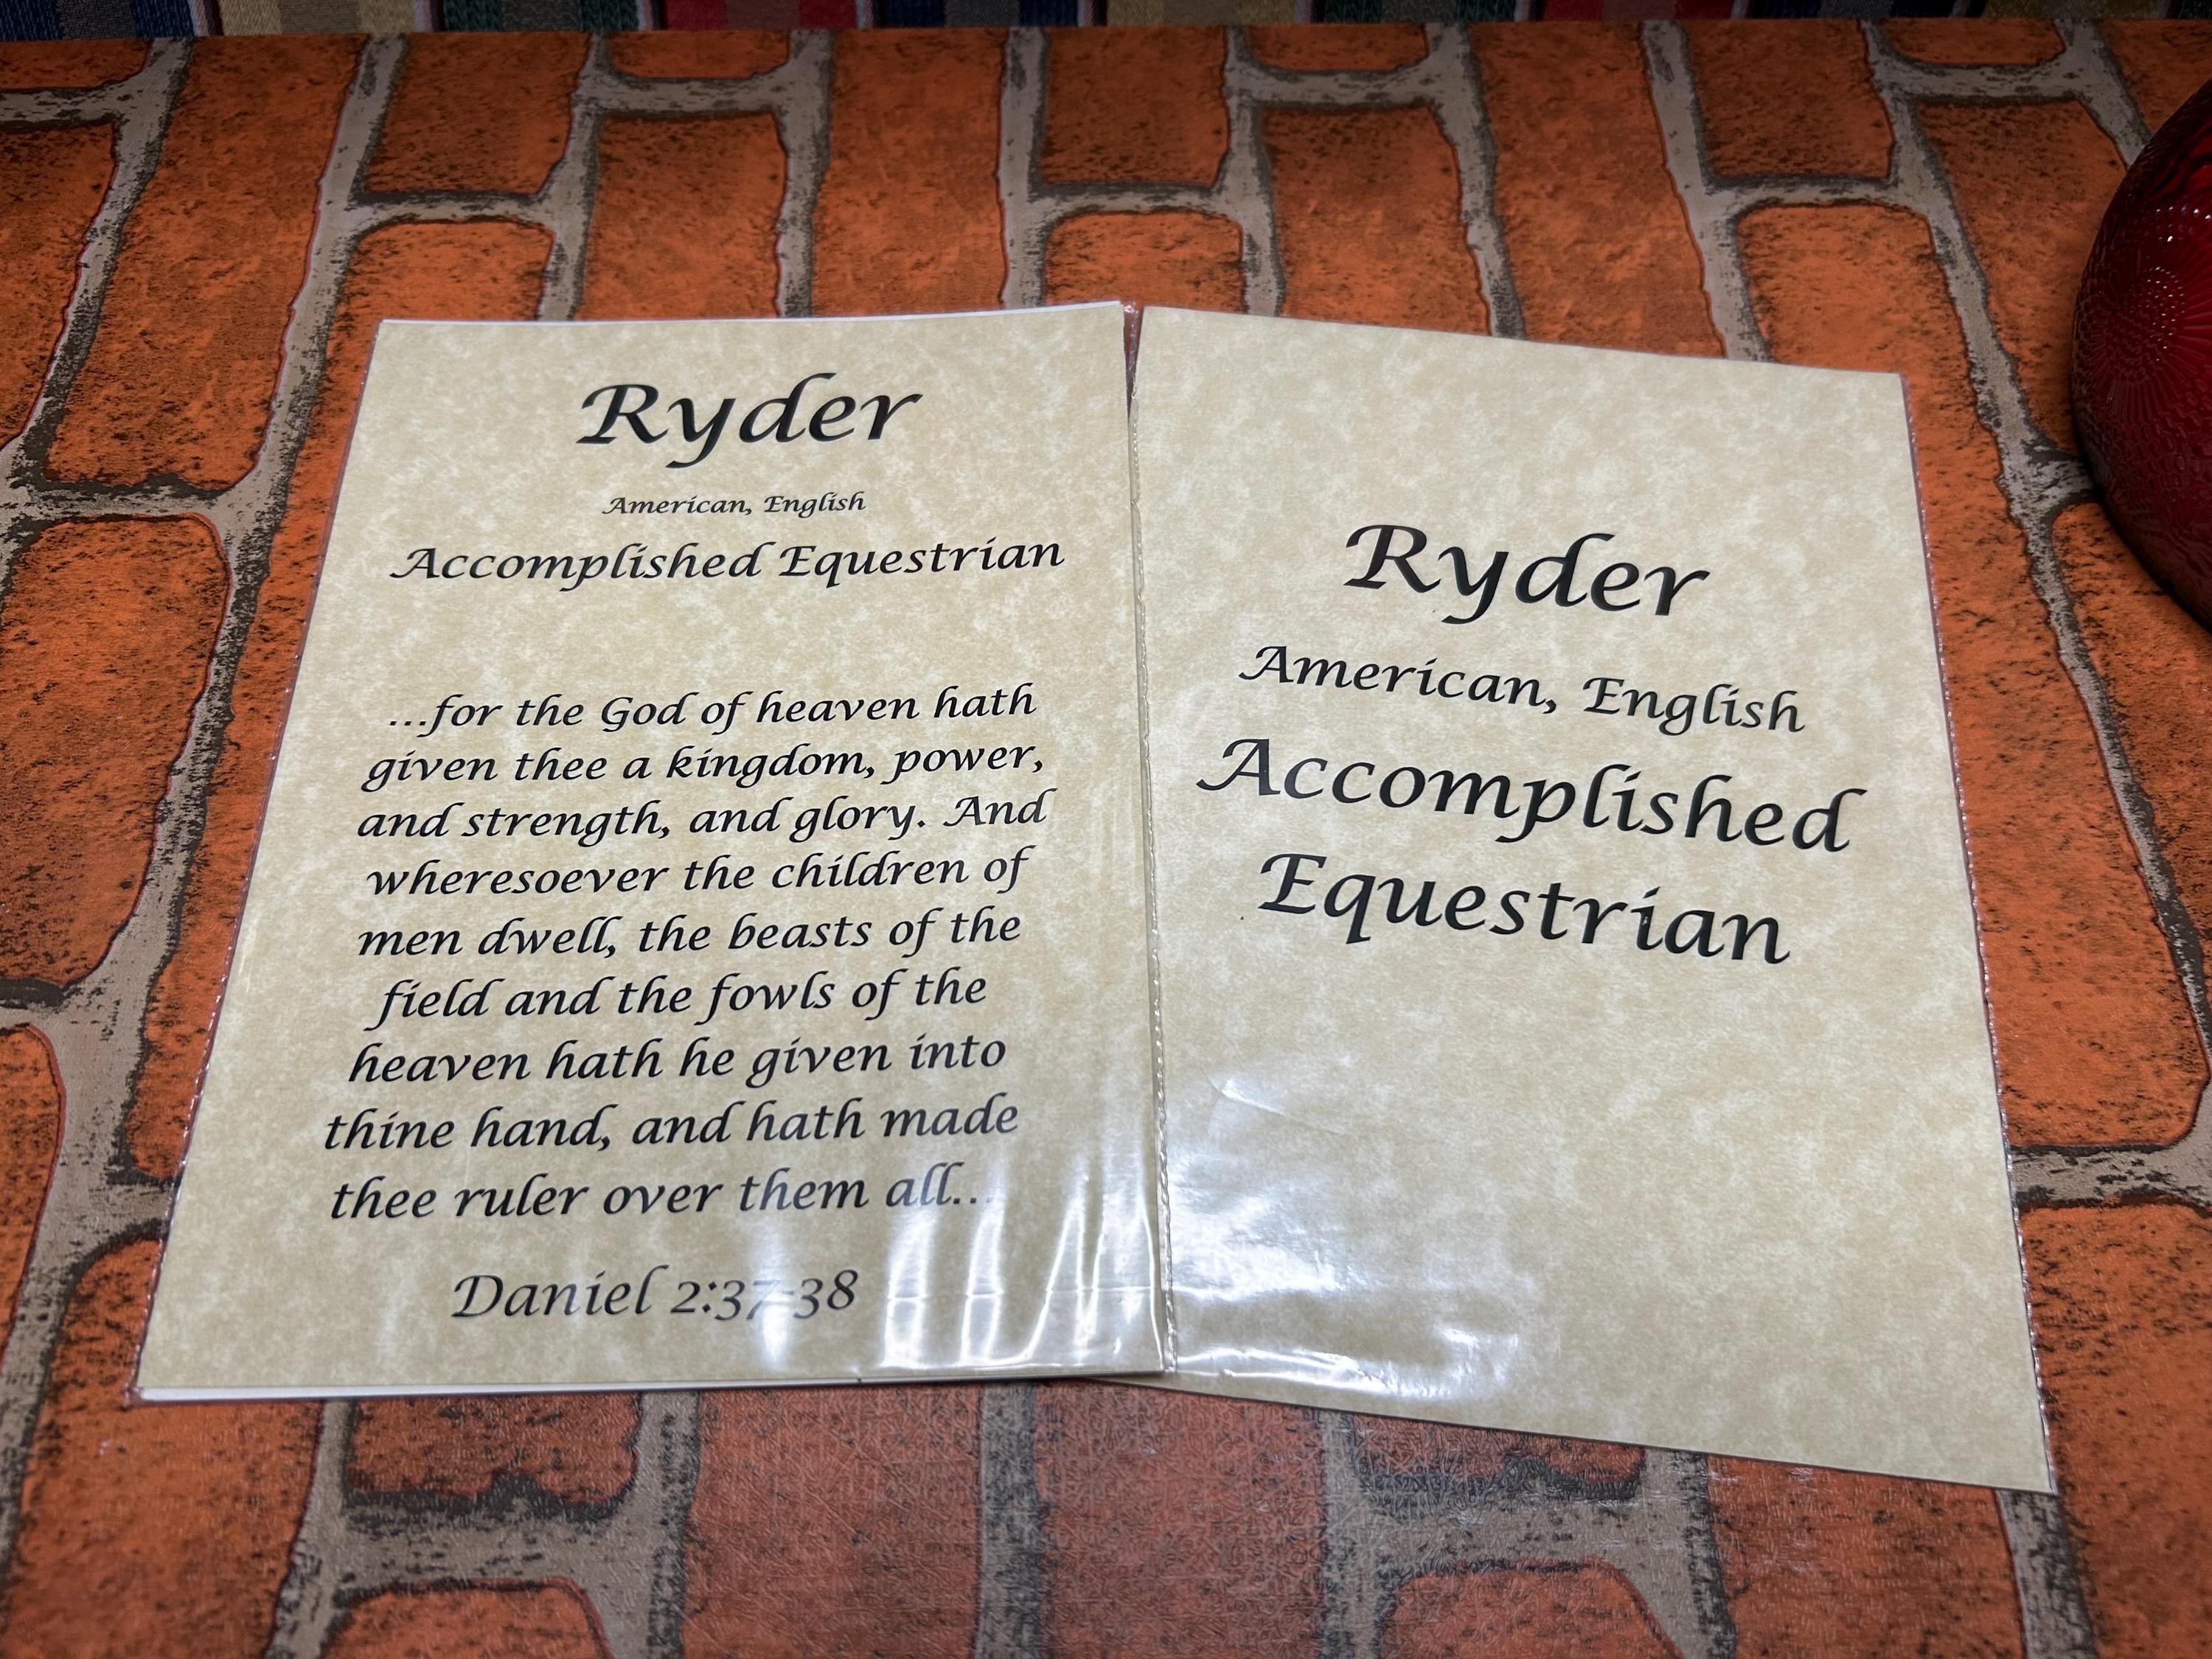 Ryder
American, English
Accomplished Equestrian
...for the God of heaven hath
given thee a kingdom, power,
and strength, and glory. And
wheresoever the children of
men dwell, the beasts of the
field and the fowls of the
heaven hath he given into
thine hand, and hath made
thee ruler over them all...
Daniel 2:37-38
Ryder
American, English
Accomplished
Equestrian